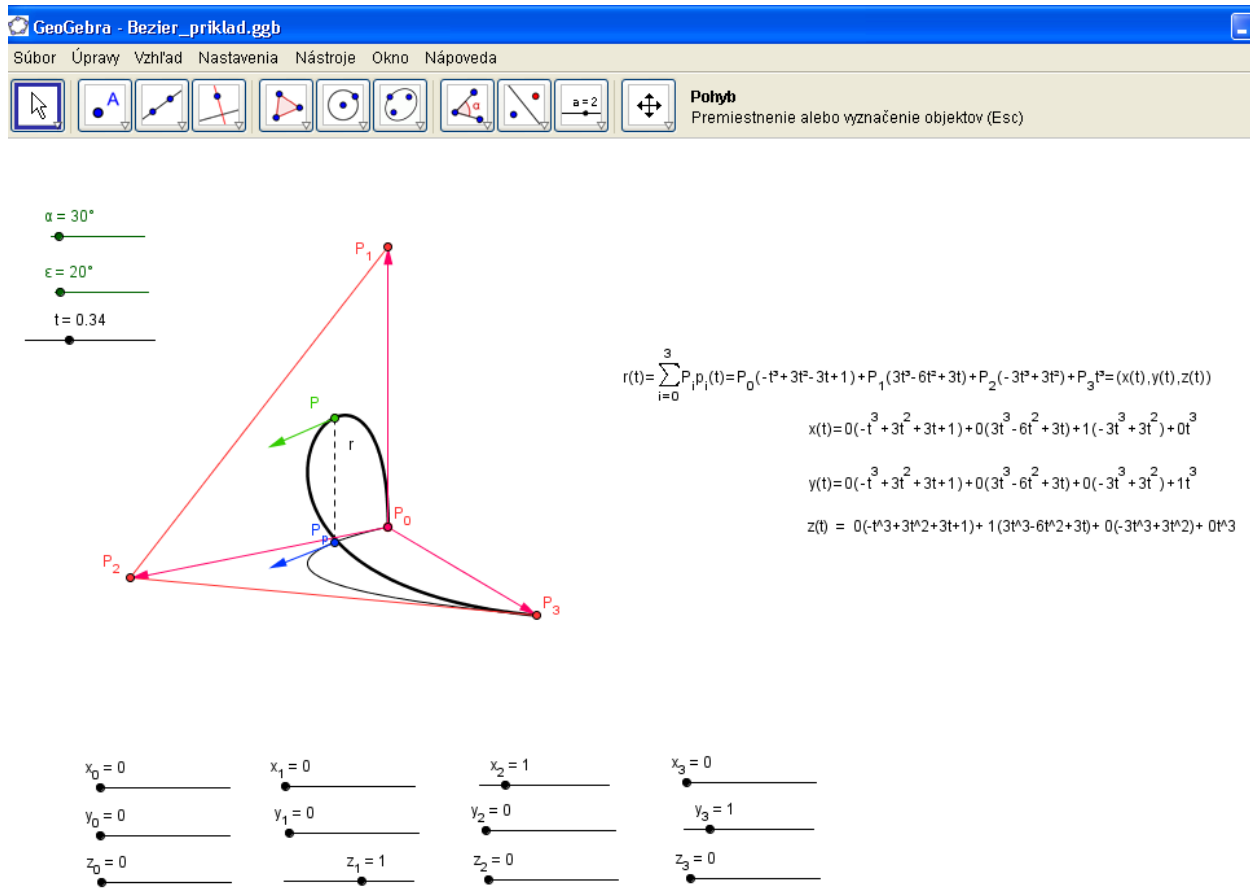 GeoGebra - Bezier_priklad.ggb
Súbor Úpravy Vzhľad Nastavenia Nástroje Okno Nápoveda
A
α
a = 2
Pohyb
Premiestnenie alebo vyznačenie objektov (Esc)
α = 30°
ε = 20°
t = 0.34
P₁
P
r
P₀
Pₚ
P₂
P₃
r(t)=∑³ᵢ₌₀Pᵢpᵢ(t)=P₀(-t³+3t²-3t+1)+P₁(3t³-6t²+3t)+P₂(-3t³+3t²)+P₃t³=(x(t),y(t),z(t))
x(t)=0(-t³+3t²+3t+1)+0(3t³-6t²+3t)+1(-3t³+3t²)+0t³
y(t)=0(-t³+3t²+3t+1)+0(3t³-6t²+3t)+0(-3t³+3t²)+1t³
z(t) = 0(-t^3+3t^2+3t+1)+ 1(3t^3-6t^2+3t)+ 0(-3t^3+3t^2)+ 0t^3
x₀ = 0 x₁ = 0 x₂ = 1 x₃ = 0
y₀ = 0 y₁ = 0 y₂ = 0 y₃ = 1
z₀ = 0 z₁ = 1 z₂ = 0 z₃ = 0